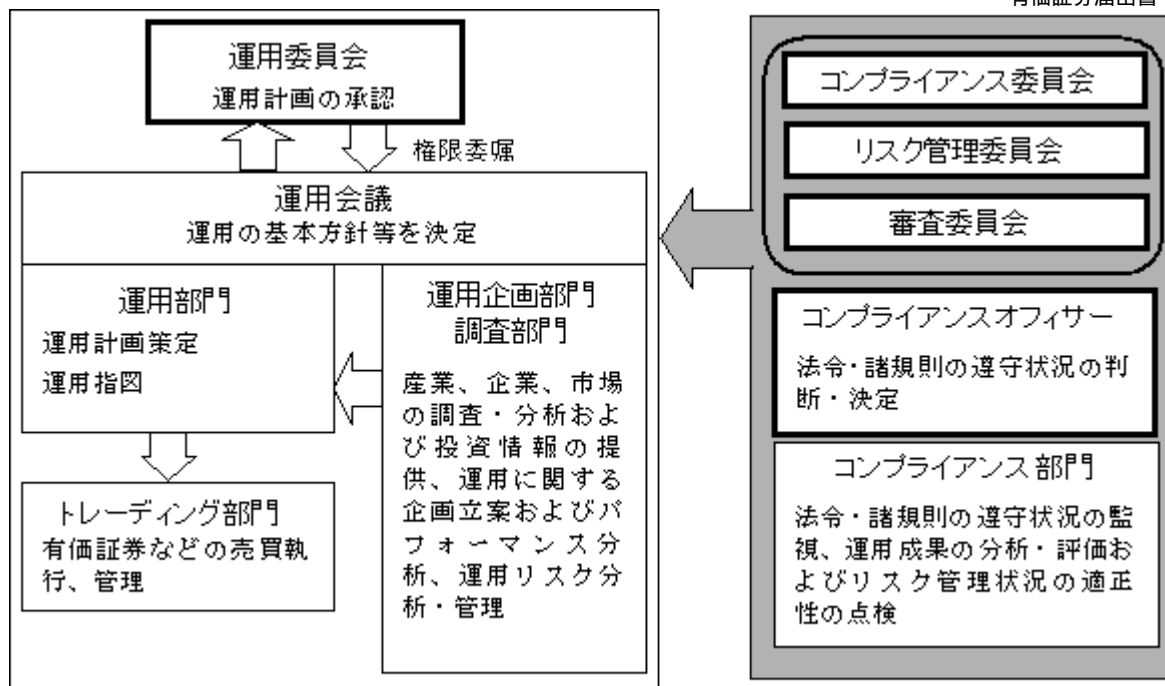 有価証券届出書
運用委員会
運用計画の承認
権限委嘱
運用会議
運用の基本方針等を決定
運用部門
運用計画策定
運用指図
運用企画部門
調査部門
産業、企業、市場
の調査・分析およ
び投資情報の提
供、運用に関する
企画立案およびパ
フォーマンス分
析、運用リスク分
析・管理
トレーディング部門
有価証券などの売買執
行、管理
コンプライアンス委員会
リスク管理委員会
審査委員会
コンプライアンスオフィサー
法令・諸規則の遵守状況の判
断・決定
コンプライアンス部門
法令・諸規則の遵守状況の監
視、運用成果の分析・評価お
よびリスク管理状況の適正
性の点検